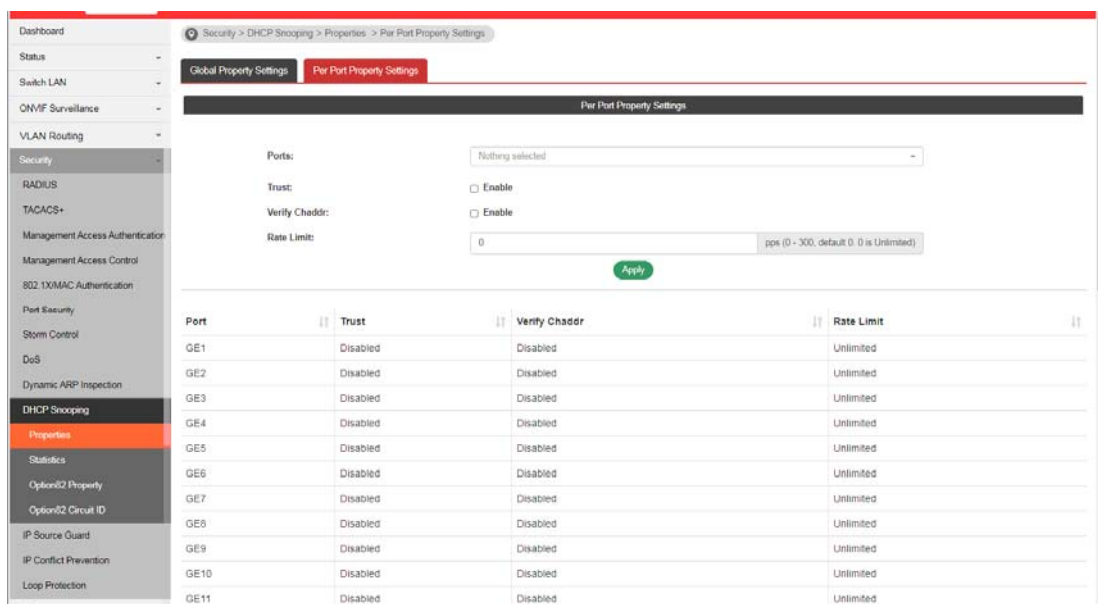 Dashboard
Status
Switch LAN
ONVIF Surveillance
VLAN Routing
Security
RADIUS
TACACS+
Management Access Authentication
Management Access Control
802.1X/MAC Authentication
Port Security
Storm Control
DoS
Dynamic ARP Inspection
DHCP Snooping
Properties
Statistics
Option82 Property
Option82 Circuit ID
IP Source Guard
IP Conflict Prevention
Loop Protection
Security > DHCP Snooping > Properties > Per Port Property Settings
Global Property Settings Per Port Property Settings
Per Port Property Settings
Ports: Nothing selected
Trust: Enable
Verify Chaddr: Enable
Rate Limit: 0 pps (0 - 300, default 0. 0 is Unlimited)
Apply
Port Trust Verify Chaddr Rate Limit
GE1 Disabled Disabled Unlimited
GE2 Disabled Disabled Unlimited
GE3 Disabled Disabled Unlimited
GE4 Disabled Disabled Unlimited
GE5 Disabled Disabled Unlimited
GE6 Disabled Disabled Unlimited
GE7 Disabled Disabled Unlimited
GE8 Disabled Disabled Unlimited
GE9 Disabled Disabled Unlimited
GE10 Disabled Disabled Unlimited
GE11 Disabled Disabled Unlimited